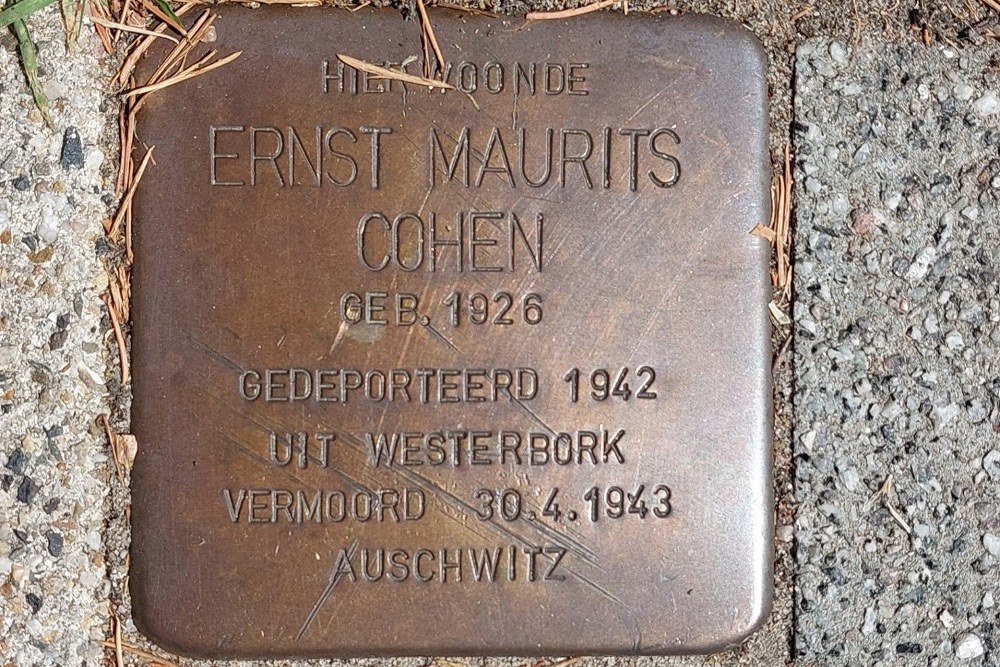 HIER WOONDE
ERNST MAURITS
COHEN
GEB. 1926
GEDEPORTEERD 1942
UIT WESTERBORK
VERMOORD 30.4.1943
AUSCHWITZ